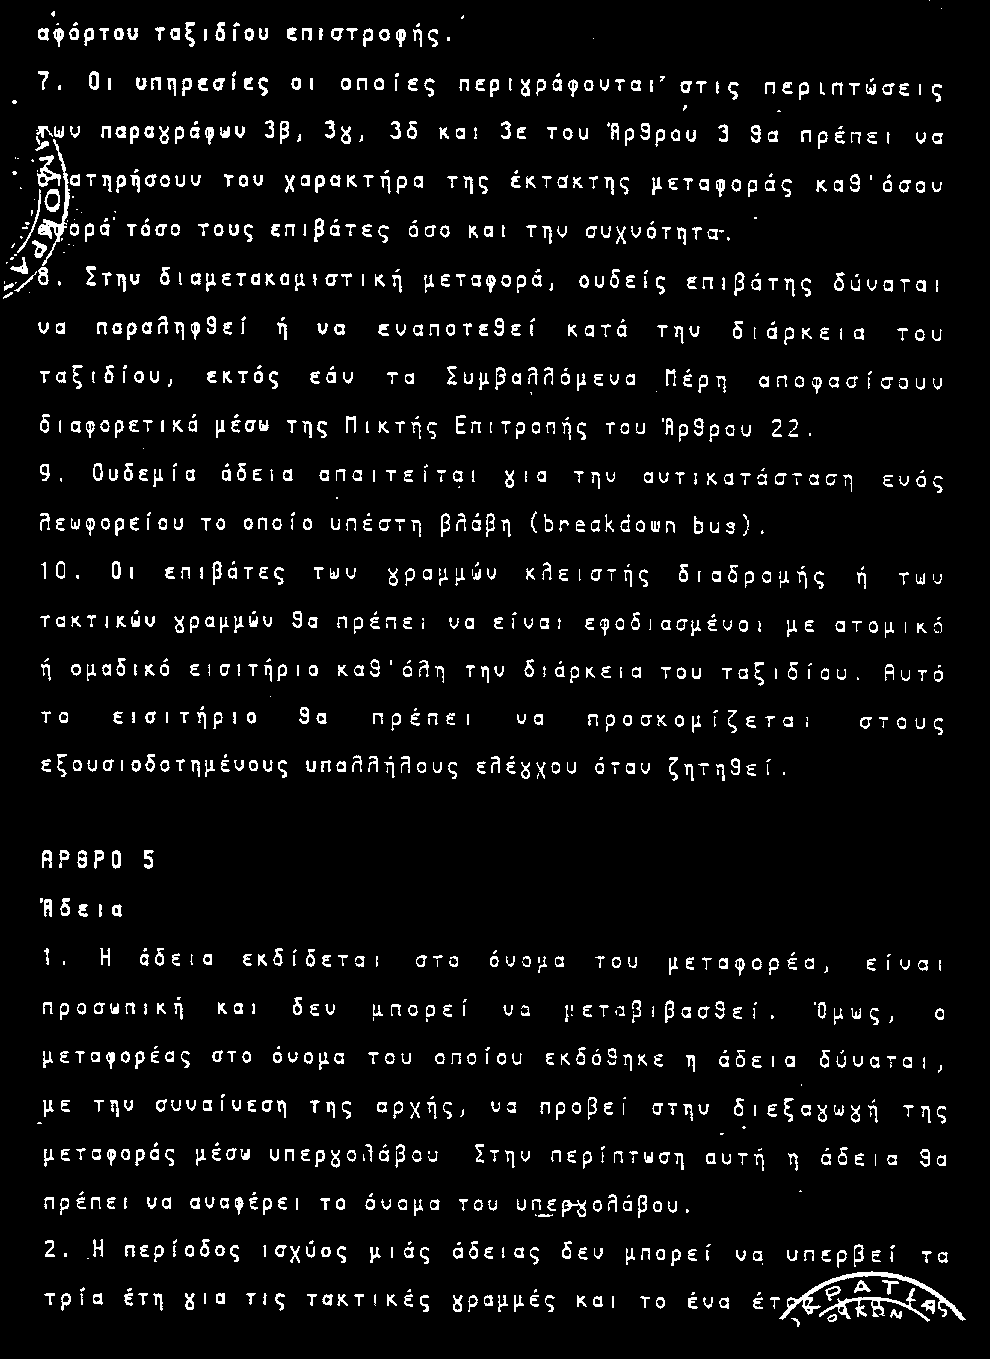 αφόρτου ταξιδίου επιστροφής.
7. Οι υπηρεσίες οι οποίες περιγράφονται στις περιπτώσεις
των παραγράφων 3β, 3γ, 3δ και 3ε του Άρθρου 3 θα πρέπει να
διατηρήσουν τον χαρακτήρα της έκτακτης μεταφοράς καθ'όσον
αφορά τόσο τους επιβάτες όσο και την συχνότητα.
8. Στην διαμετακομιστική μεταφορά, ουδείς επιβάτης δύναται
να παραληφθεί ή να εναποτεθεί κατά την διάρκεια του
ταξιδίου, εκτός εάν τα Συμβαλλόμενα Μέρη αποφασίσουν
διαφορετικά μέσω της Μικτής Επιτροπής του Άρθρου 22.
9. Ουδεμία άδεια απαιτείται για την αντικατάσταση ενός
λεωφορείου το οποίο υπέστη βλάβη (breakdown bus).
10. Οι επιβάτες των γραμμών κλειστής διαδρομής ή των
τακτικών γραμμών θα πρέπει να είναι εφοδιασμένοι με ατομικό
ή ομαδικό εισιτήριο καθ'όλη την διάρκεια του ταξιδίου. Αυτό
το εισιτήριο θα πρέπει να προσκομίζεται στους
εξουσιοδοτημένους υπαλλήλους ελέγχου όταν ζητηθεί.
ΑΡΘΡΟ 5
Άδεια
1. Η άδεια εκδίδεται στο όνομα του μεταφορέα, είναι
προσωπική και δεν μπορεί να μεταβιβασθεί. Όμως, ο
μεταφορέας στο όνομα του οποίου εκδόθηκε η άδεια δύναται,
με την συναίνεση της αρχής, να προβεί στην διεξαγωγή της
μεταφοράς μέσω υπεργολάβου Στην περίπτωση αυτή η άδεια θα
πρέπει να αναφέρει το όνομα του υπεργολάβου.
2. Η περίοδος ισχύος μιάς άδειας δεν μπορεί να υπερβεί τα
τρία έτη για τις τακτικές γραμμές και το ένα